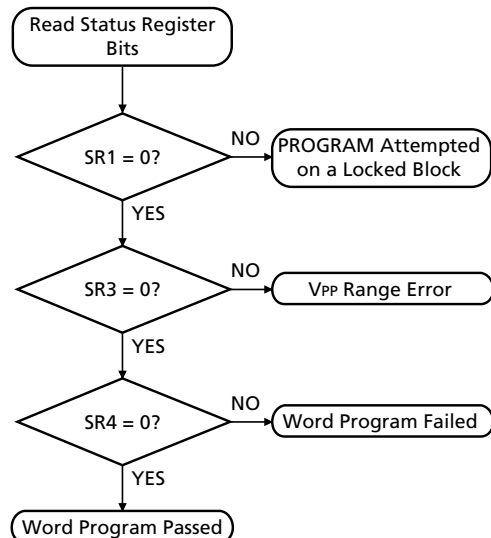 Read Status Register
Bits
SR1 = 0?
NO
PROGRAM Attempted
on a Locked Block
YES
SR3 = 0?
NO
VPP Range Error
YES
SR4 = 0?
NO
Word Program Failed
YES
Word Program Passed